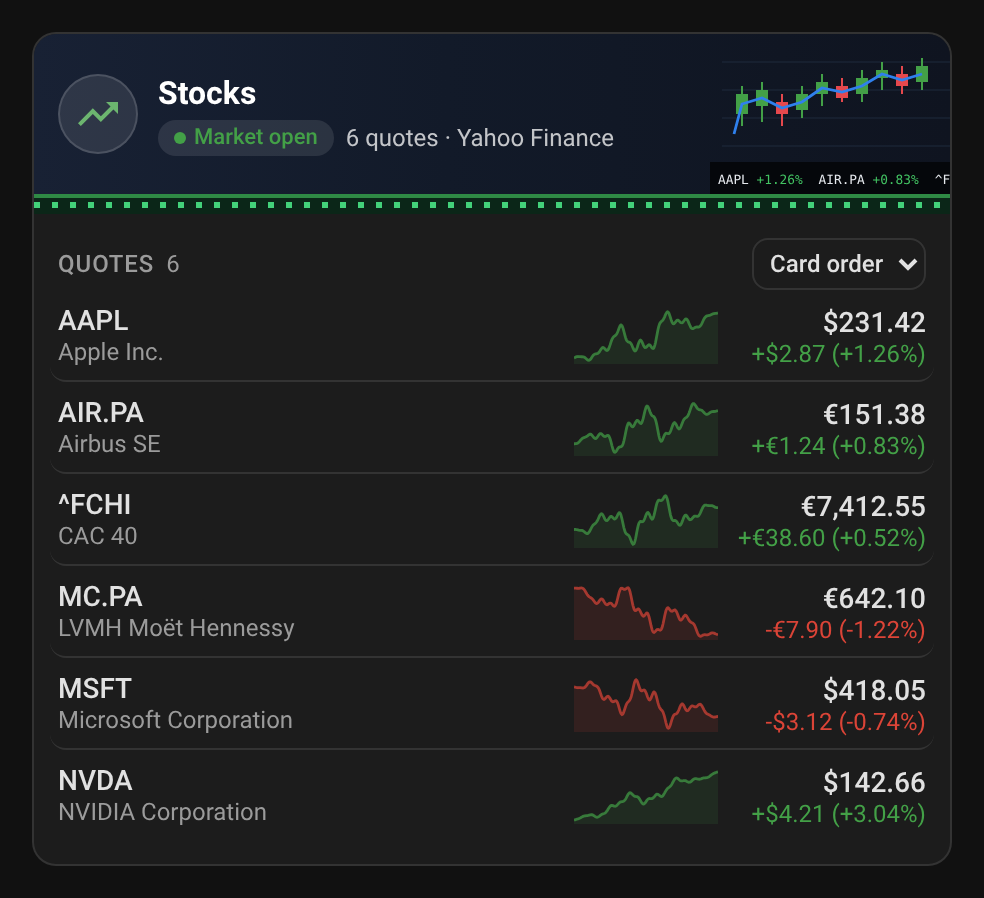 Stocks
Market open
6 quotes · Yahoo Finance
AAPL +1.26% AIR.PA +0.83% ^F
QUOTES 6
Card order
AAPL
Apple Inc.
$231.42
+$2.87 (+1.26%)
AIR.PA
Airbus SE
€151.38
+€1.24 (+0.83%)
^FCHI
CAC 40
€7,412.55
+€38.60 (+0.52%)
MC.PA
LVMH Moët Hennessy
€642.10
-€7.90 (-1.22%)
MSFT
Microsoft Corporation
$418.05
-$3.12 (-0.74%)
NVDA
NVIDIA Corporation
$142.66
+$4.21 (+3.04%)